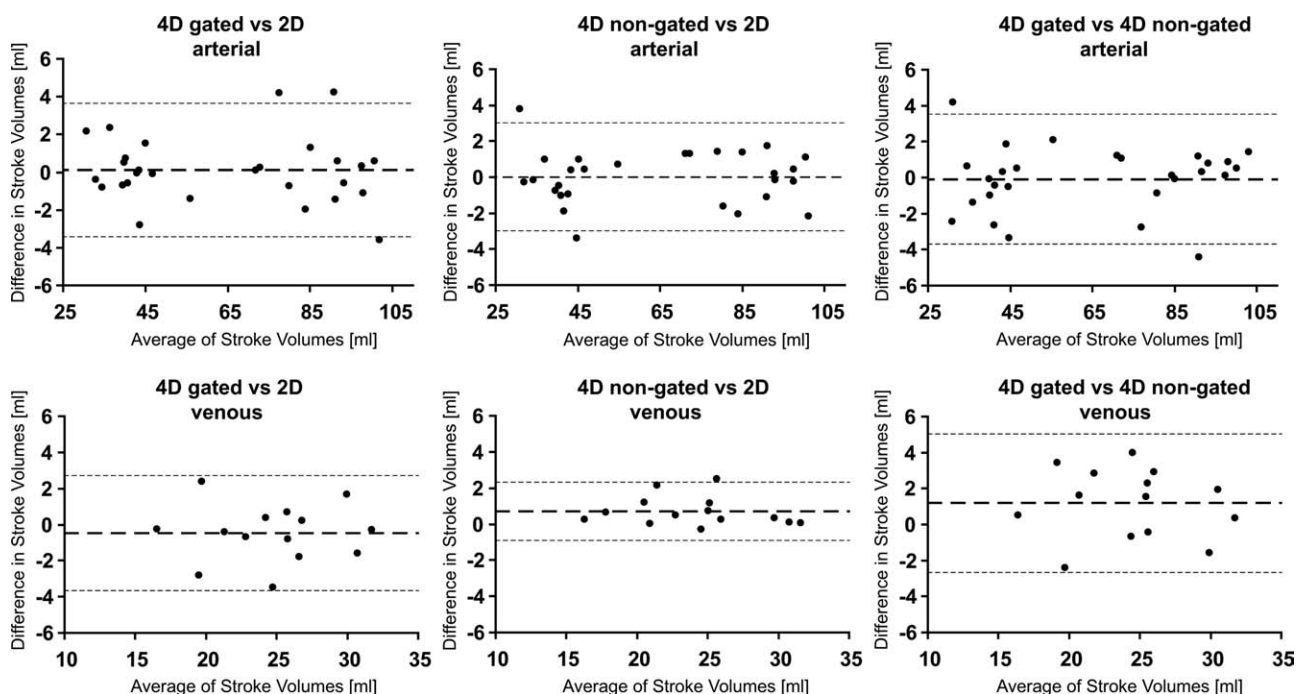 4D gated vs 2D
arterial
Difference in Stroke Volumes [ml]
6
4
2
0
-2
-4
-6
25 45 65 85 105
Average of Stroke Volumes [ml]
4D non-gated vs 2D
arterial
Difference in Stroke Volumes [ml]
6
4
2
0
-2
-4
-6
25 45 65 85 105
Average of Stroke Volumes [ml]
4D gated vs 4D non-gated
arterial
Difference in Stroke Volumes [ml]
6
4
2
0
-2
-4
-6
25 45 65 85 105
Average of Stroke Volumes [ml]
4D gated vs 2D
venous
Difference in Stroke Volumes [ml]
6
4
2
0
-2
-4
-6
10 15 20 25 30 35
Average of Stroke Volumes [ml]
4D non-gated vs 2D
venous
Difference in Stroke Volumes [ml]
6
4
2
0
-2
-4
-6
10 15 20 25 30 35
Average of Stroke Volumes [ml]
4D gated vs 4D non-gated
venous
Difference in Stroke Volumes [ml]
6
4
2
0
-2
-4
-6
10 15 20 25 30 35
Average of Stroke Volumes [ml]